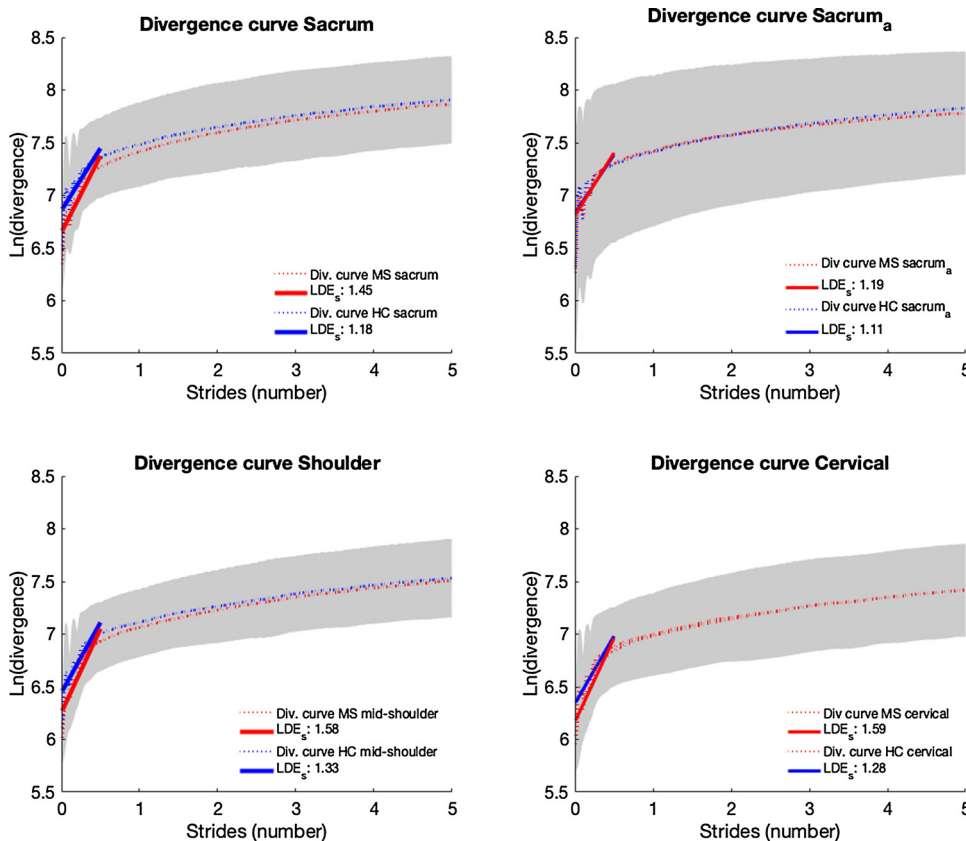 Divergence curve Sacrum
8.5
8
7.5
7
6.5
6
5.5
Ln(divergence)
Div. curve MS sacrum
LDEs: 1.45
Div. curve HC sacrum
LDEs: 1.18
0 1 2 3 4 5
Strides (number)
Divergence curve Sacruma
8.5
8
7.5
7
6.5
6
5.5
Ln(divergence)
Div curve MS sacruma
LDEs: 1.19
Div curve HC sacruma
LDEs: 1.11
0 1 2 3 4 5
Strides (number)
Divergence curve Shoulder
8.5
8
7.5
7
6.5
6
5.5
Ln(divergence)
Div. curve MS mid-shoulder
LDEs: 1.58
Div. curve HC mid-shoulder
LDEs: 1.33
0 1 2 3 4 5
Strides (number)
Divergence curve Cervical
8.5
8
7.5
7
6.5
6
5.5
Ln(divergence)
Div curve MS cervical
LDEs: 1.59
Div. curve HC cervical
LDEs: 1.28
0 1 2 3 4 5
Strides (number)